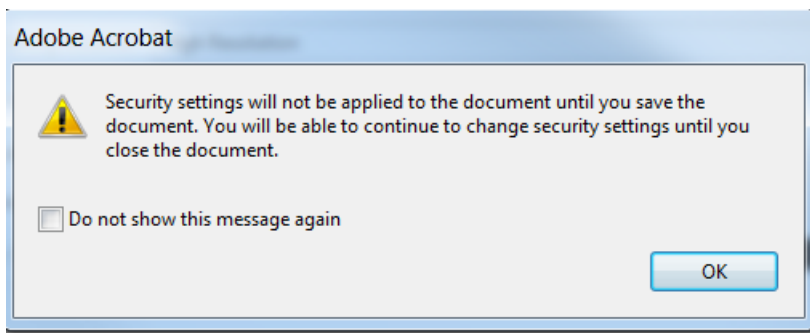 Adobe Acrobat
Security settings will not be applied to the document until you save the
document. You will be able to continue to change security settings until you
close the document.
Do not show this message again
OK